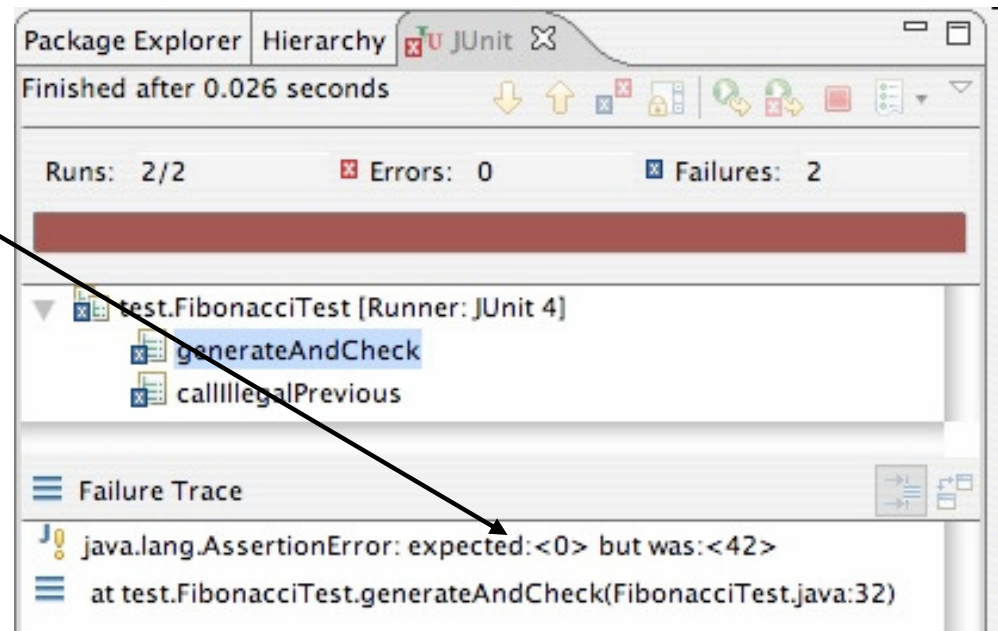 Package Explorer Hierarchy JUnit
Finished after 0.026 seconds
Runs: 2/2 Errors: 0 Failures: 2
test.FibonacciTest [Runner: JUnit 4]
generateAndCheck
callIllegalPrevious
Failure Trace
java.lang.AssertionError: expected:<0> but was:<42>
at test.FibonacciTest.generateAndCheck(FibonacciTest.java:32)